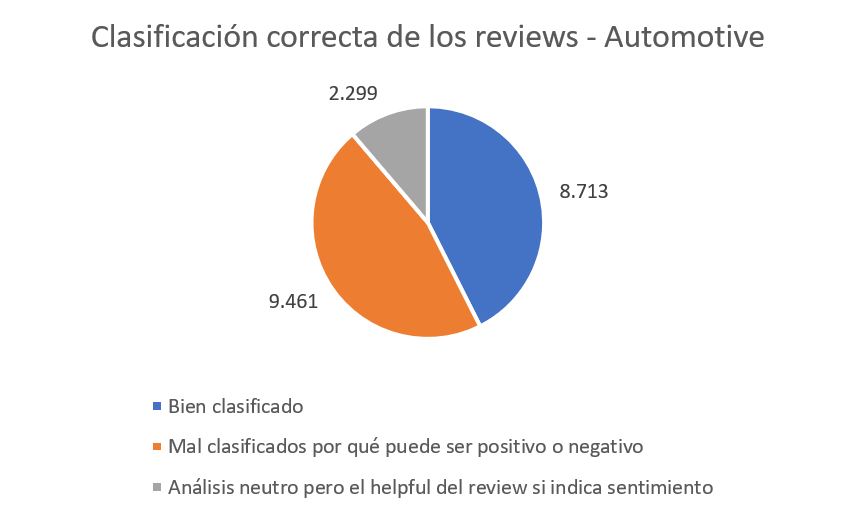 Clasificación correcta de los reviews - Automotive
2.299
8.713
9.461
Bien clasificado
Mal clasificados por qué puede ser positivo o negativo
Análisis neutro pero el helpful del review si indica sentimiento